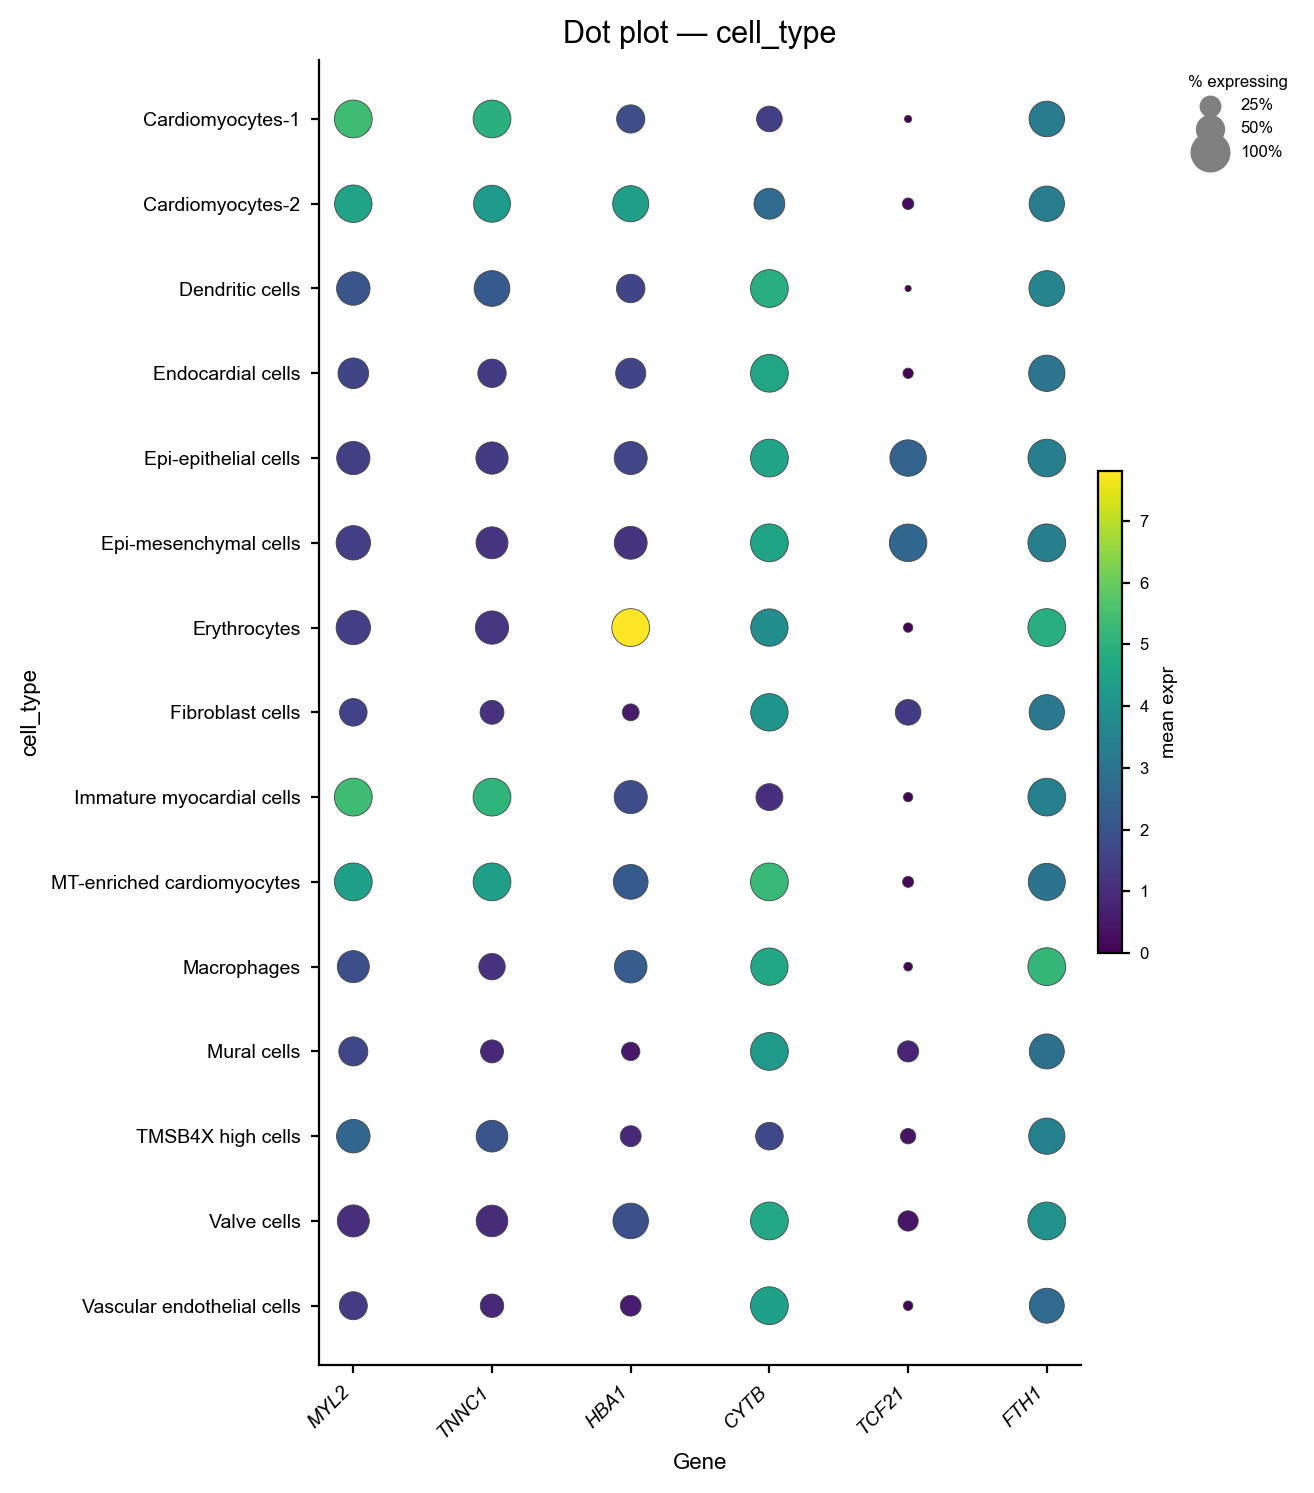 Dot plot — cell_type
% expressing
25%
50%
100%
Cardiomyocytes-1
Cardiomyocytes-2
Dendritic cells
Endocardial cells
Epi-epithelial cells
Epi-mesenchymal cells
Erythrocytes
Fibroblast cells
Immature myocardial cells
MT-enriched cardiomyocytes
Macrophages
Mural cells
TMSB4X high cells
Valve cells
Vascular endothelial cells
cell_type
7
6
5
4
3
2
1
0
mean expr
MYL2
TNNC1
HBA1
CYTB
TCF21
FTH1
Gene